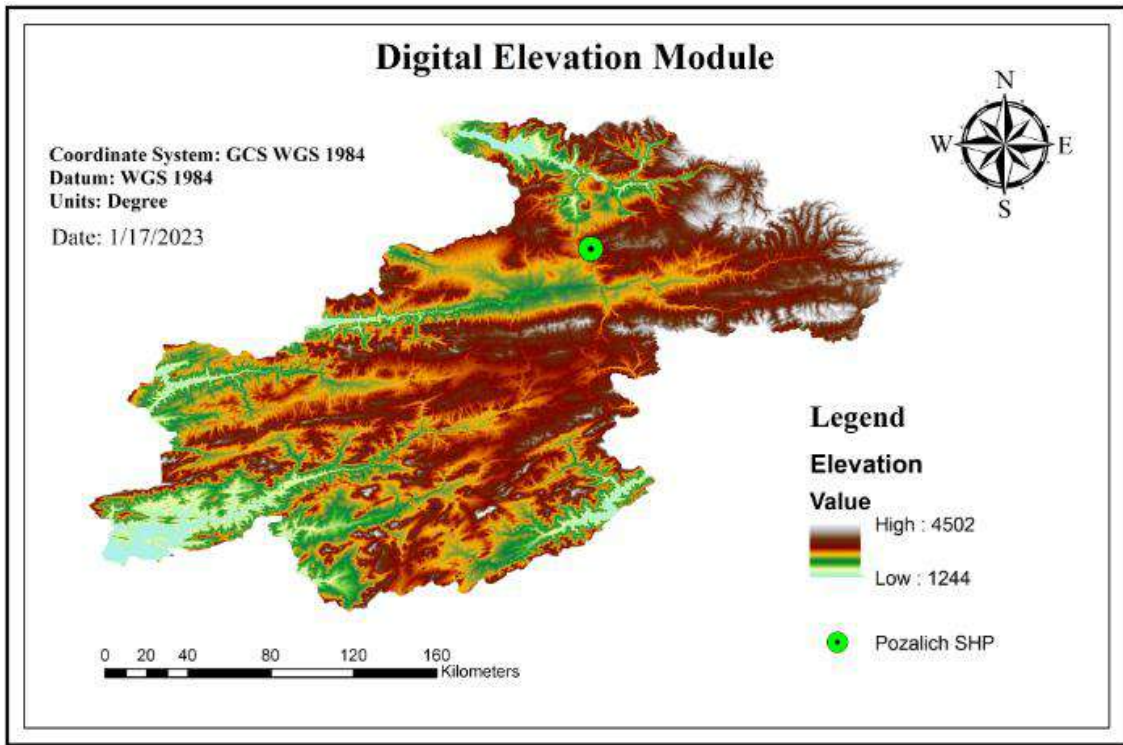 Digital Elevation Module
N
W E
S
Coordinate System: GCS WGS 1984
Datum: WGS 1984
Units: Degree
Date: 1/17/2023
Legend
Elevation
Value
High : 4502
Low : 1244
Pozalich SHP
0 20 40 80 120 160
Kilometers